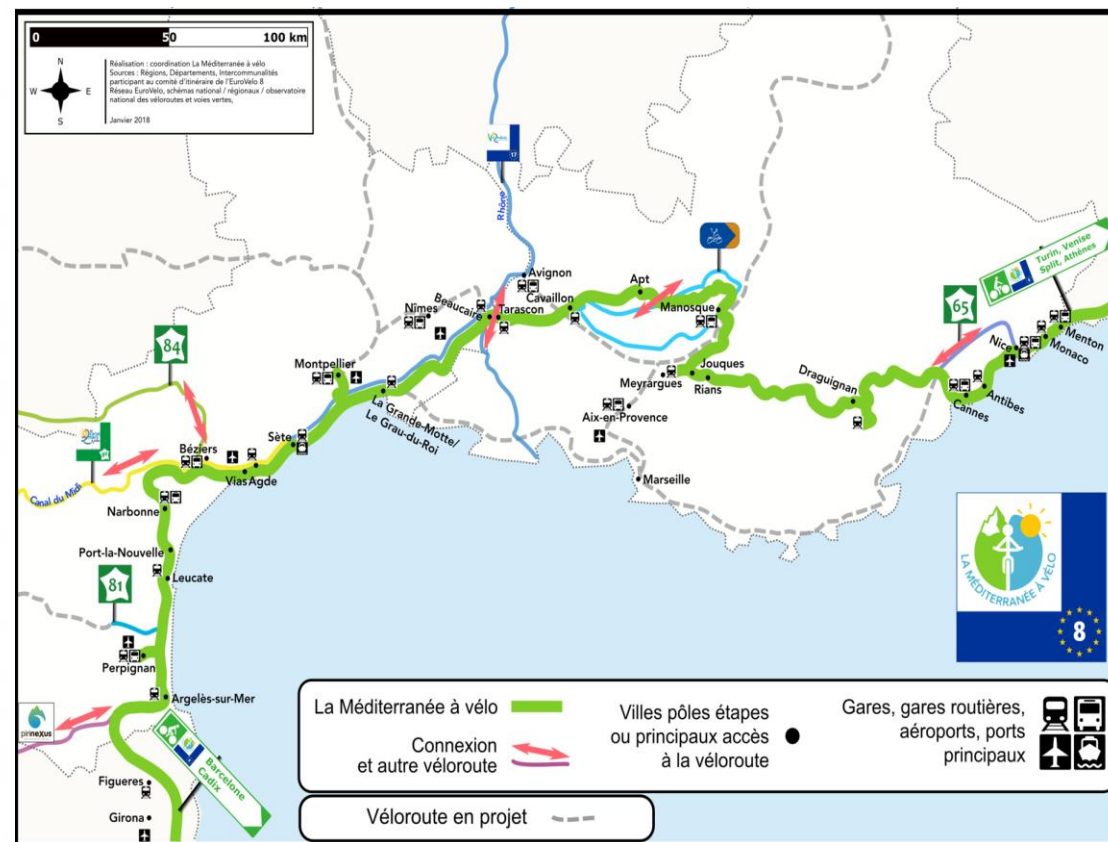 0 50 100 km
N
W E
S
Réalisation : coordination La Méditerranée à vélo
Sources : Régions, Départements, Intercommunalités
participant au comité d'itinéraire de l'EuroVelo 8
Réseau EuroVelo, schémas national / régionaux / observatoire
national des véloroutes et voies vertes,
Janvier 2018
17
Rhône
Avignon
Beaucaire
Tarascon
Cavaillon
Apt
Manosque
Nîmes
Montpellier
La Grande-Motte/
Le Grau-du-Roi
Meyrargues
Jouques
Rians
Aix-en-Provence
Marseille
Draguignan
Turin, Venise
Split, Athènes
65
Nice
Menton
Monaco
Antibes
Cannes
84
Béziers
Sète
Vias
Agde
Canal du Midi
Narbonne
Port-la-Nouvelle
Leucate
81
Perpignan
Argelès-sur-Mer
pirineXus
Barcelone
Cadix
Figueres
Girona
LA MÉDITERRANÉE À VÉLO
8
La Méditerranée à vélo
Connexion
et autre véloroute
Villes pôles étapes
ou principaux accès
à la véloroute
Gares, gares routières,
aéroports, ports
principaux
Véloroute en projet